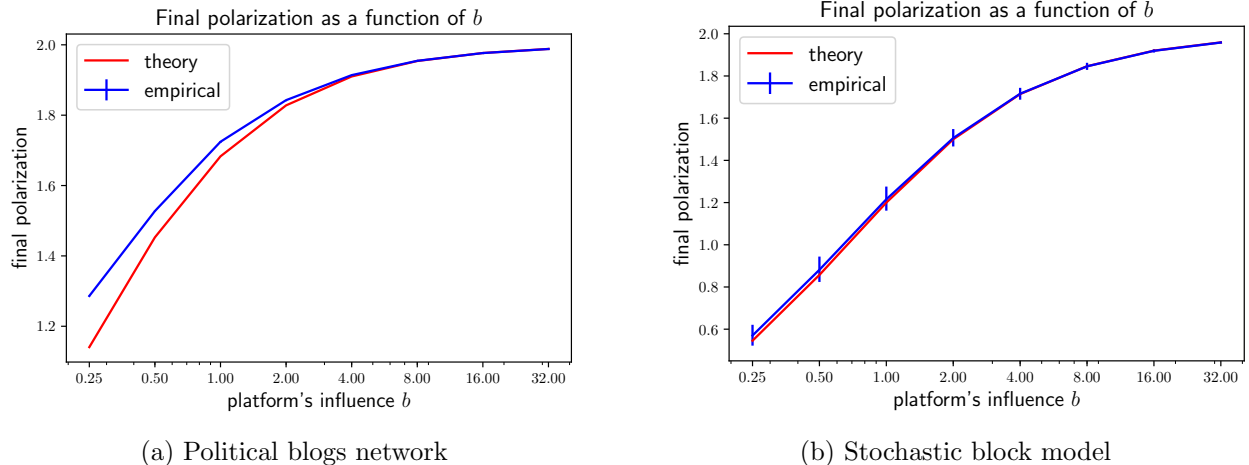 Final polarization as a function of b
theory
empirical
2.0
1.8
1.6
1.4
1.2
final polarization
0.25 0.50 1.00 2.00 4.00 8.00 16.00 32.00
platform's influence b
(a) Political blogs network
Final polarization as a function of b
theory
empirical
2.0
1.8
1.6
1.4
1.2
1.0
0.8
0.6
final polarization
0.25 0.50 1.00 2.00 4.00 8.00 16.00 32.00
platform's influence b
(b) Stochastic block model